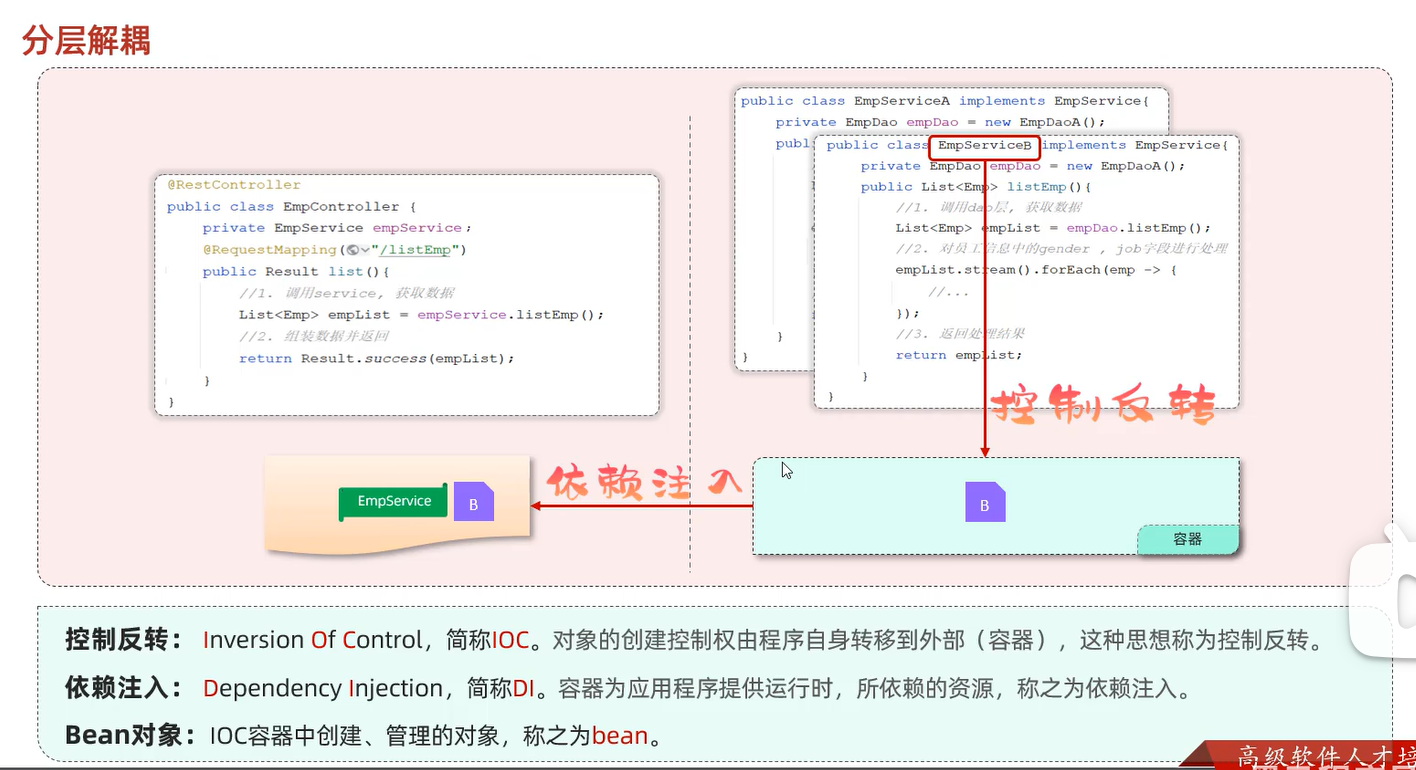 分层解耦
@RestController
public class EmpController {
private EmpService empService;
@RequestMapping("/listEmp")
public Result list(){
//1. 调用service, 获取数据
List<Emp> empList = empService.listEmp();
//2. 组装数据并返回
return Result.success(empList);
}
}
public class EmpServiceA implements EmpService{
private EmpDao empDao = new EmpDaoA();
publ
}
}
public class EmpServiceB implements EmpService{
private EmpDao empDao = new EmpDaoA();
public List<Emp> listEmp(){
//1. 调用dao层, 获取数据
List<Emp> empList = empDao.listEmp();
//2. 对员工信息中的gender , job字段进行处理
empList.stream().forEach(emp -> {
//...
});
//3. 返回处理结果
return empList;
}
}
控制反转
依赖注入
EmpService
B
B
容器
控制反转： Inversion Of Control，简称IOC。对象的创建控制权由程序自身转移到外部（容器），这种思想称为控制反转。
依赖注入： Dependency Injection，简称DI。容器为应用程序提供运行时，所依赖的资源，称之为依赖注入。
Bean对象：IOC容器中创建、管理的对象，称之为bean。
高级软件人才培